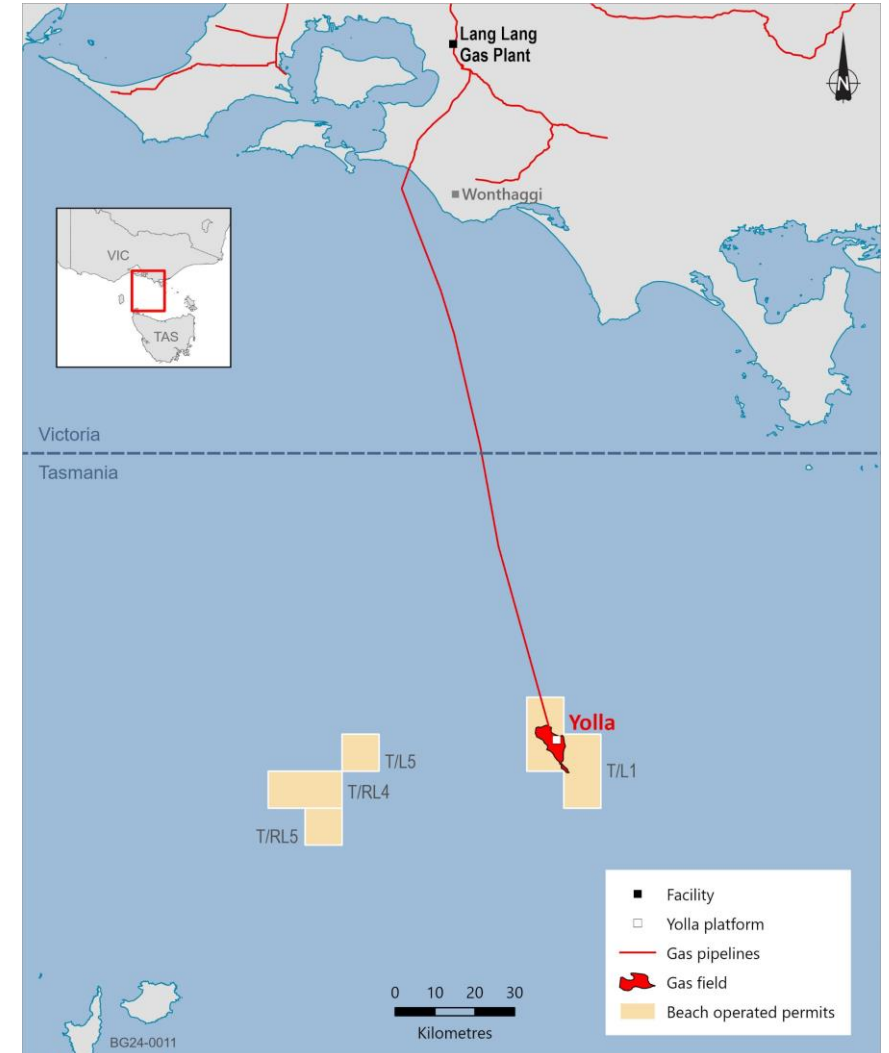 Lang Lang
Gas Plant
N
Wonthaggi
VIC
TAS
Victoria
Tasmania
Yolla
T/L5
T/L1
T/RL4
T/RL5
Facility
Yolla platform
Gas pipelines
Gas field
Beach operated permits
0 10 20 30
Kilometres
BG24-0011